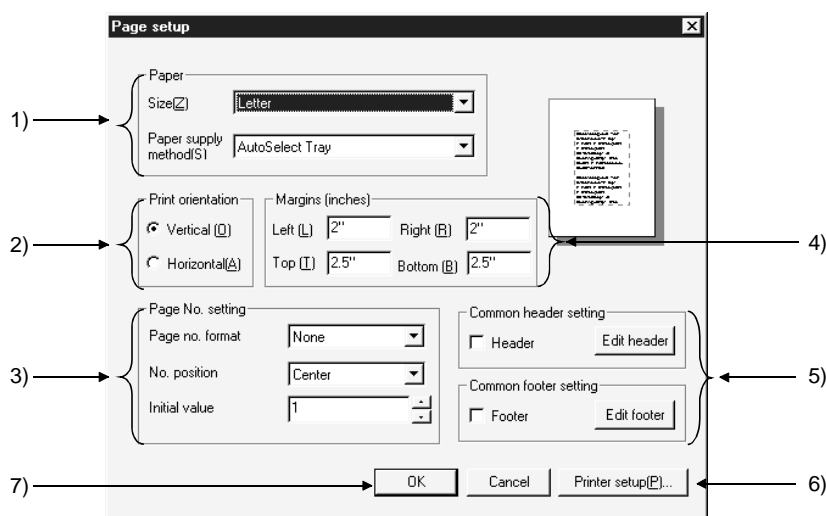 Page setup
Paper
1)
Size(Z) Letter
Paper supply
method(S) AutoSelect Tray
Print orientation
Margins (inches)
2)
Vertical (O)
Left (L) 2" Right (R) 2"
4)
Horizontal(A)
Top (T) 2.5" Bottom (B) 2.5"
Page No. setting
Common header setting
Page no. format None
Header Edit header
3)
No. position Center
5)
Common footer setting
Initial value 1
Footer Edit footer
7)
OK Cancel Printer setup(P)...
6)